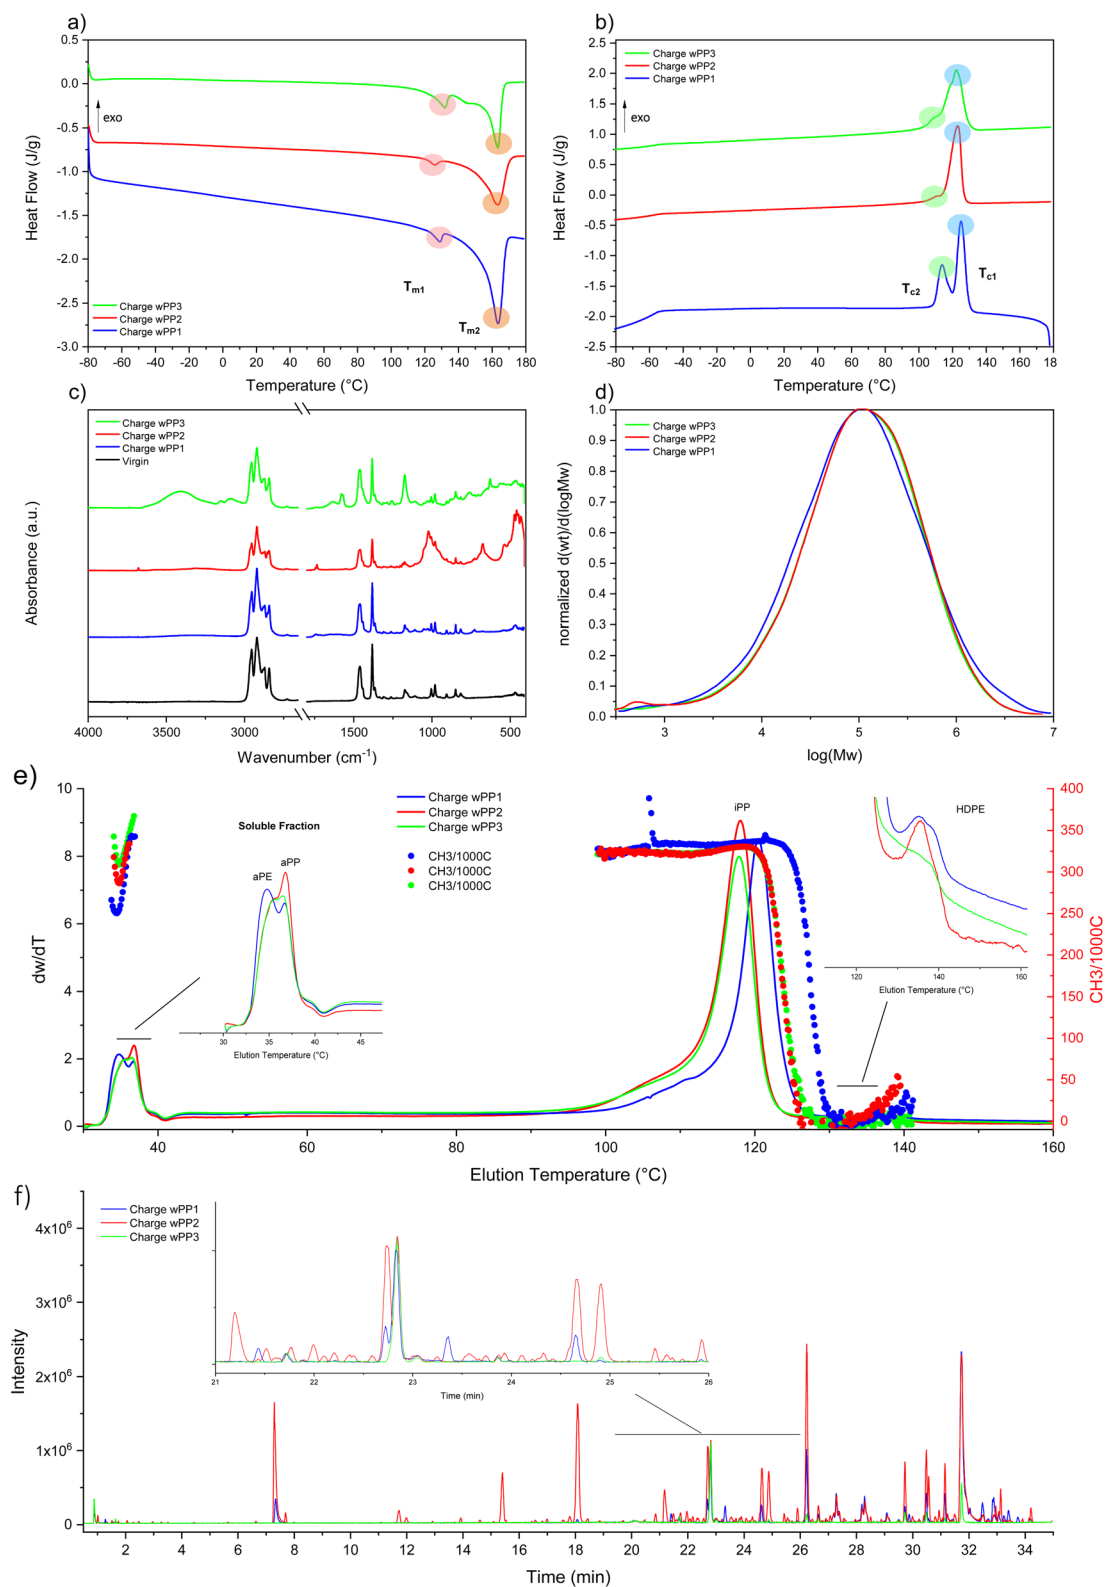 a)
0.5
0.0
-0.5
-1.0
-1.5
-2.0
-2.5
-3.0
Heat Flow (J/g)
exo
T_m1
T_m2
Charge wPP3
Charge wPP2
Charge wPP1
-80 -60 -40 -20 0 20 40 60 80 100 120 140 160 180
Temperature (°C)
b)
2.5
2.0
1.5
1.0
0.5
0.0
-0.5
-1.0
-1.5
-2.0
-2.5
Heat Flow (J/g)
Charge wPP3
Charge wPP2
Charge wPP1
exo
T_c2
T_c1
-80 -60 -40 -20 0 20 40 60 80 100 120 140 160 180
Temperature (°C)
c)
Charge wPP3
Charge wPP2
Charge wPP1
Virgin
Absorbance (a.u.)
4000 3000 1500 1000 500
Wavenumber (cm⁻¹)
d)
1.0
0.9
0.8
0.7
0.6
0.5
0.4
0.3
0.2
0.1
0.0
normalized d(wt)/d(logMw)
Charge wPP3
Charge wPP2
Charge wPP1
3 4 5 6 7
log(Mw)
e)
10
8
6
4
2
0
dw/dT
Charge wPP1
Charge wPP2
Charge wPP3
CH3/1000C
CH3/1000C
CH3/1000C
Soluble Fraction
aPE
aPP
30 35 40 45
Elution Temperature (°C)
iPP
HDPE
120 140 160
Elution Temperature (°C)
400
350
300
250
200
150
100
50
0
CH3/1000C
40 60 80 100 120 140 160
Elution Temperature (°C)
f)
Charge wPP1
Charge wPP2
Charge wPP3
4x10⁶
3x10⁶
2x10⁶
1x10⁶
0
Intensity
21 22 23 24 25 26
Time (min)
2 4 6 8 10 12 14 16 18 20 22 24 26 28 30 32 34
Time (min)